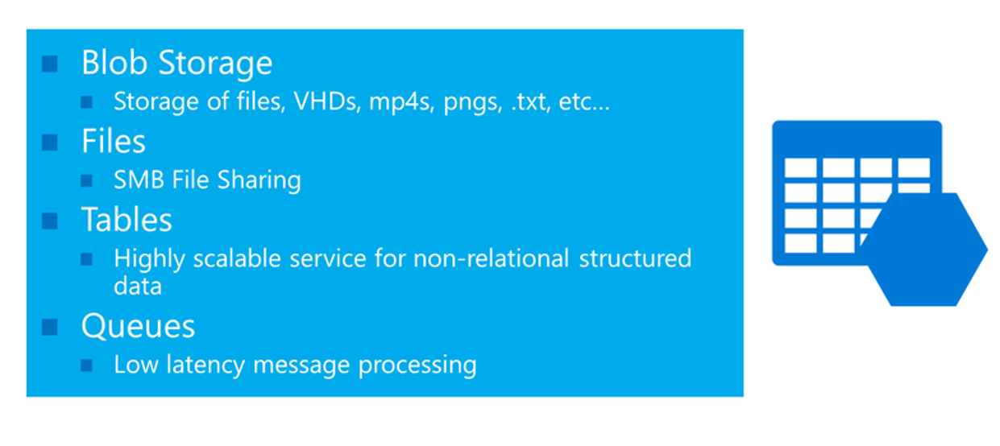 Blob Storage
Storage of files, VHDs, mp4s, pngs, .txt, etc...
Files
SMB File Sharing
Tables
Highly scalable service for non-relational structured
data
Queues
Low latency message processing